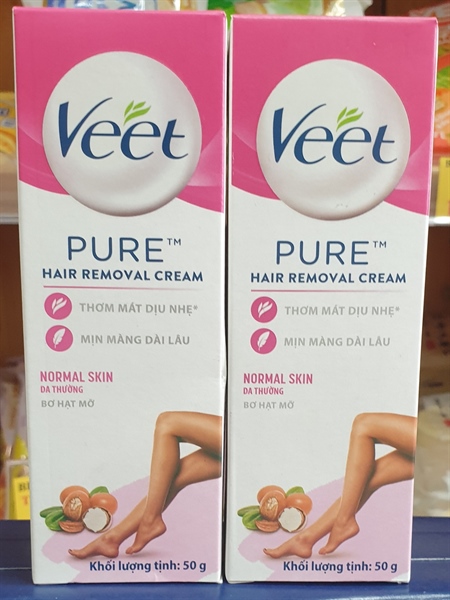 Veet
PURE™
HAIR REMOVAL CREAM
THƠM MÁT DỊU NHẸ*
MỊN MÀNG DÀI LÂU
NORMAL SKIN
DA THƯỜNG
BƠ HẠT MỠ
Khối lượng tịnh: 50 g
Veet
PURE™
HAIR REMOVAL CREAM
THƠM MÁT DỊU NHẸ*
MỊN MÀNG DÀI LÂU
NORMAL SKIN
DA THƯỜNG
BƠ HẠT MỠ
Khối lượng tịnh: 50 g